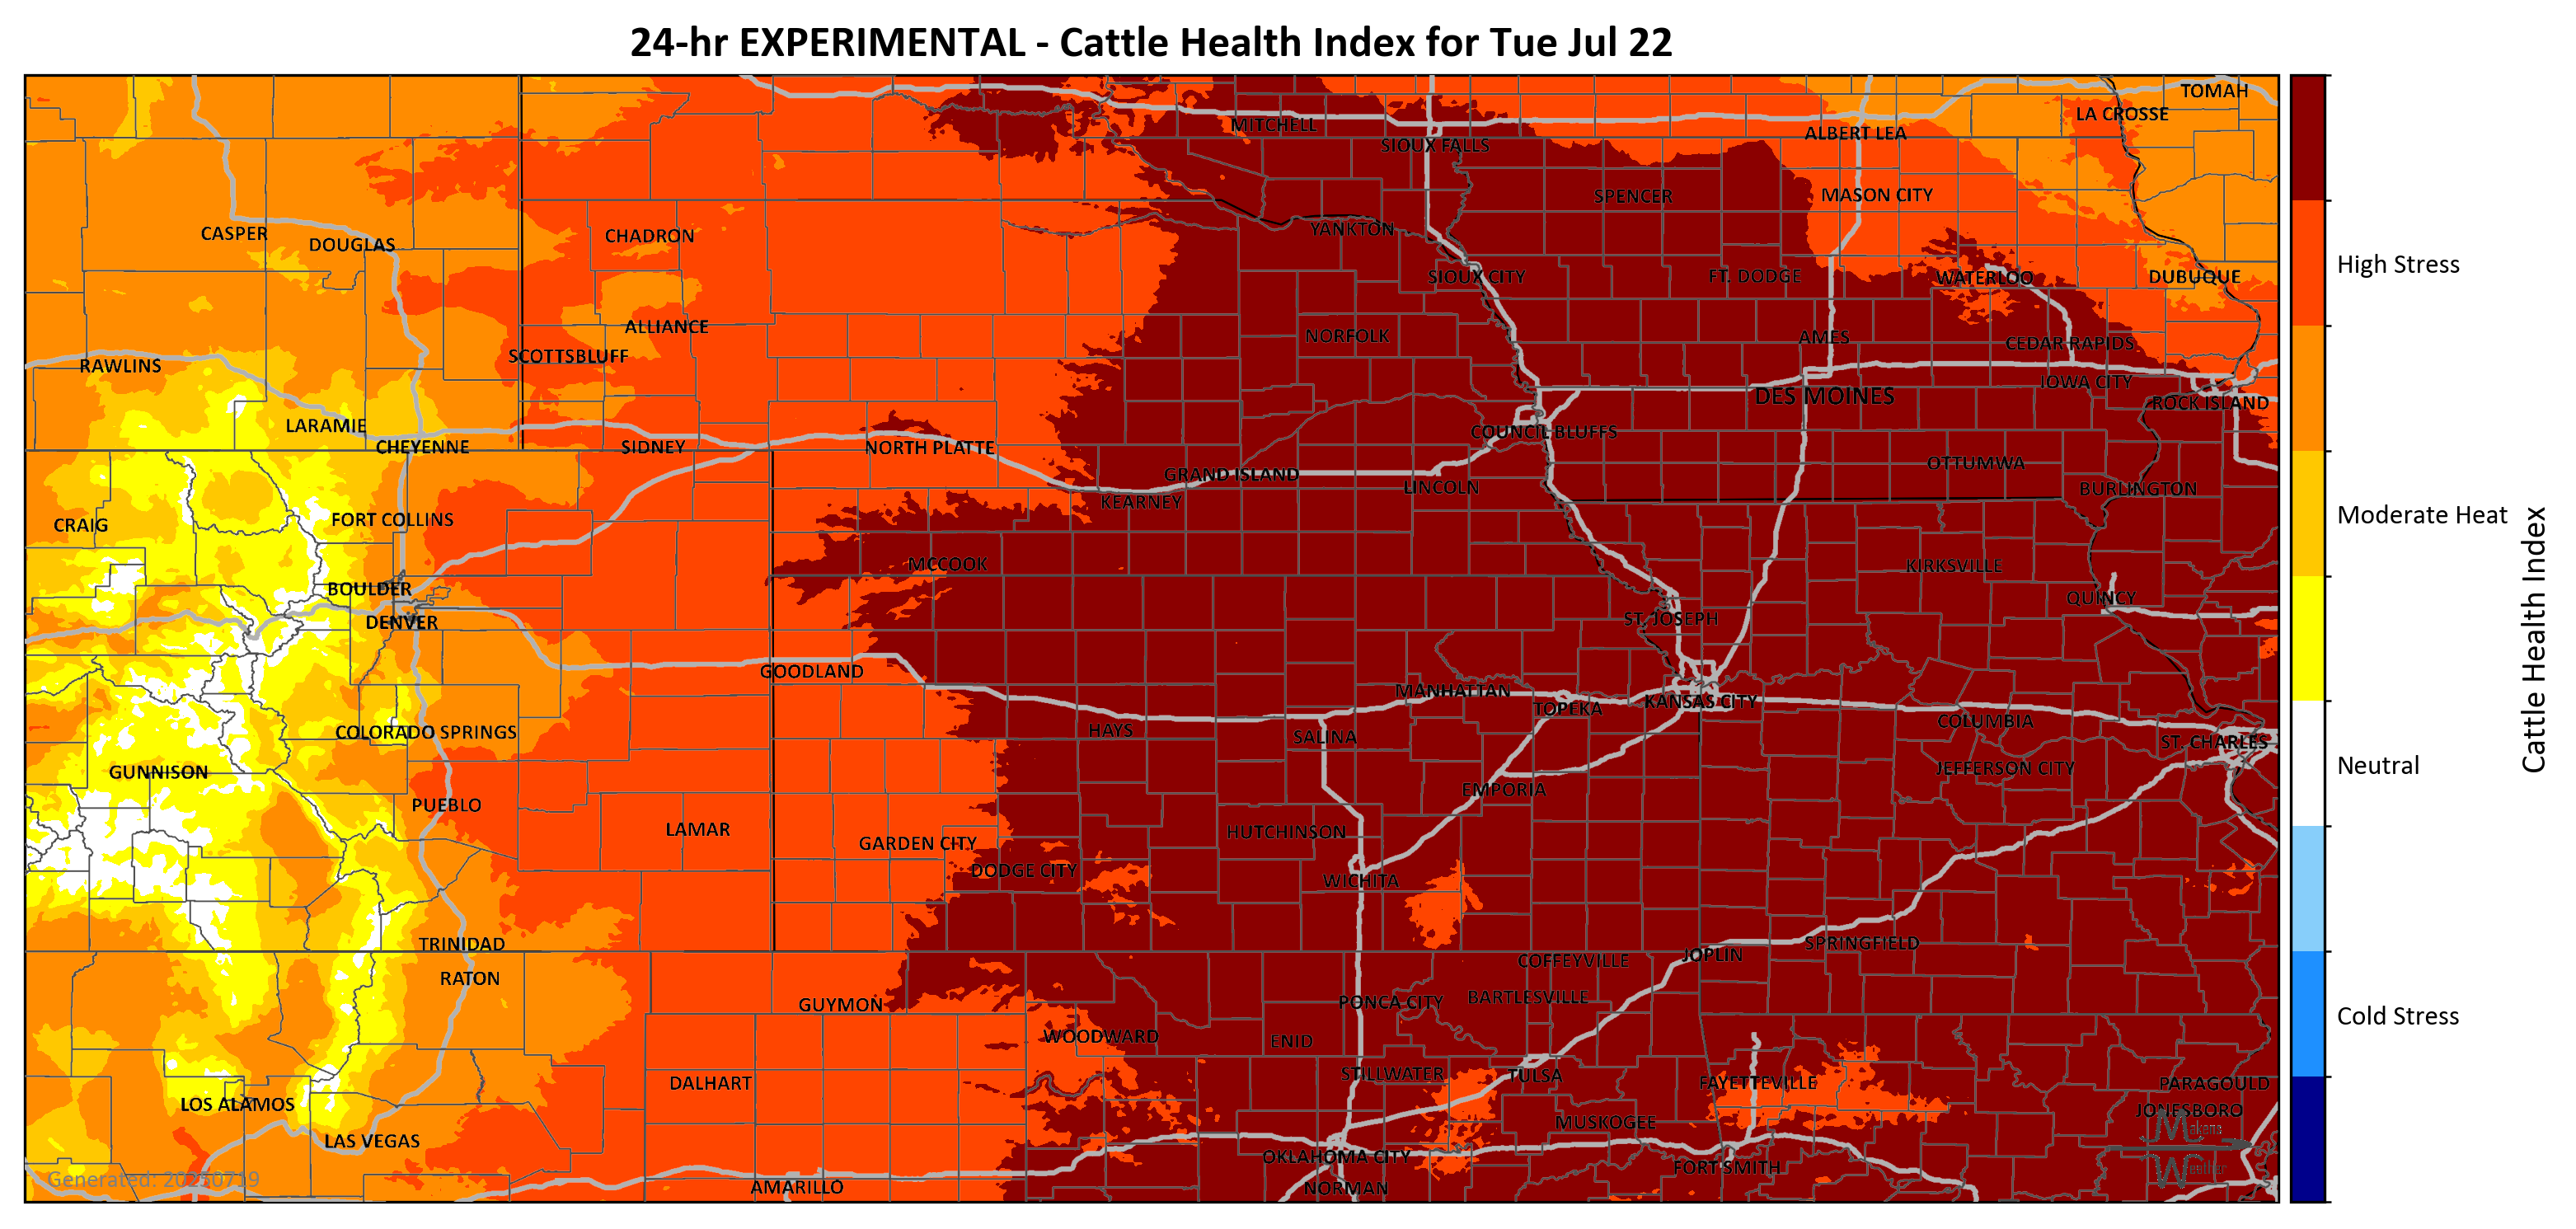 24-hr EXPERIMENTAL - Cattle Health Index for Tue Jul 22
TOMAH
LA CROSSE
MITCHELL
ALBERT LEA
SIOUX FALLS
SPENCER
MASON CITY
YANKTON
CASPER
CHADRON
DOUGLAS
High Stress
SIOUX CITY
FT. DODGE
WATERLOO
DUBUQUE
ALLIANCE
NORFOLK
AMES
CEDAR RAPIDS
SCOTTSBLUFF
RAWLINS
IOWA CITY
DES MOINES
ROCK ISLAND
LARAMIE
COUNCIL BLUFFS
CHEYENNE
SIDNEY
NORTH PLATTE
OTTUMWA
GRAND ISLAND
LINCOLN
BURLINGTON
KEARNEY
Moderate Heat
CRAIG
FORT COLLINS
MCCOOK
KIRKSVILLE
BOULDER
QUINCY
DENVER
ST. JOSEPH
Cattle Health Index
GOODLAND
MANHATTAN
KANSAS CITY
TOPEKA
COLUMBIA
COLORADO SPRINGS
HAYS
SALINA
ST. CHARLES
Neutral
GUNNISON
JEFFERSON CITY
EMPORIA
PUEBLO
LAMAR
HUTCHINSON
GARDEN CITY
DODGE CITY
WICHITA
TRINIDAD
SPRINGFIELD
JOPLIN
COFFEYVILLE
RATON
BARTLESVILLE
PONCA CITY
GUYMON
Cold Stress
WOODWARD
ENID
STILLWATER
TULSA
DALHART
FAYETTEVILLE
PARAGOULD
LOS ALAMOS
JONESBORO
MUSKOGEE
Makens
LAS VEGAS
OKLAHOMA CITY
FORT SMITH
Weather
Generated: 20250719
AMARILLO
NORMAN